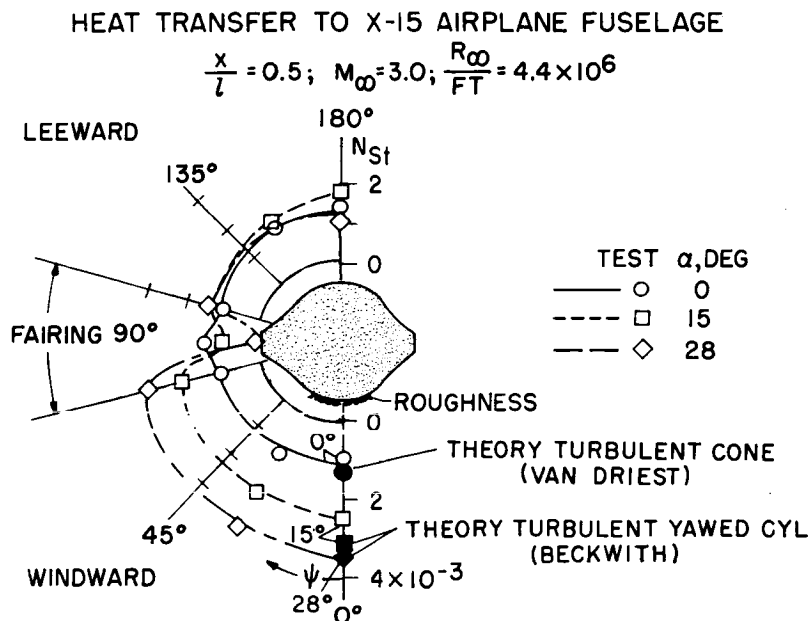 HEAT TRANSFER TO X-15 AIRPLANE FUSELAGE
x/l = 0.5; M∞ = 3.0; R∞/FT = 4.4 × 10⁶
180°
LEEWARD
N_St
135°
2
0
TEST α, DEG
0
15
28
FAIRING 90°
ROUGHNESS
0
0°
THEORY TURBULENT CONE
(VAN DRIEST)
2
45°
15°
THEORY TURBULENT YAWED CYL
(BECKWITH)
WINDWARD
ψ
4 × 10⁻³
28°
0°